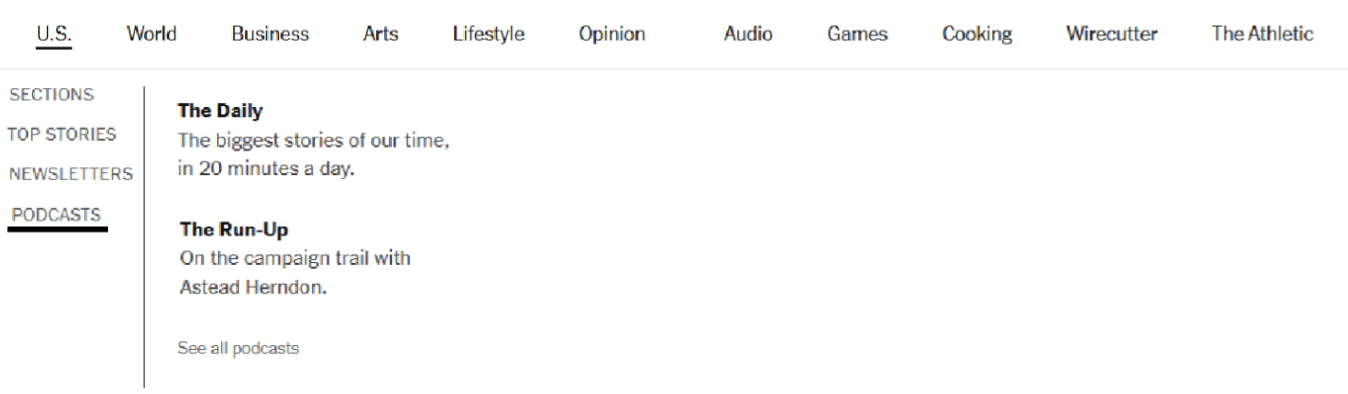 U.S. World Business Arts Lifestyle Opinion Audio Games Cooking Wirecutter The Athletic
SECTIONS
TOP STORIES
NEWSLETTERS
PODCASTS
The Daily
The biggest stories of our time,
in 20 minutes a day.
The Run-Up
On the campaign trail with
Astead Herndon.
See all podcasts